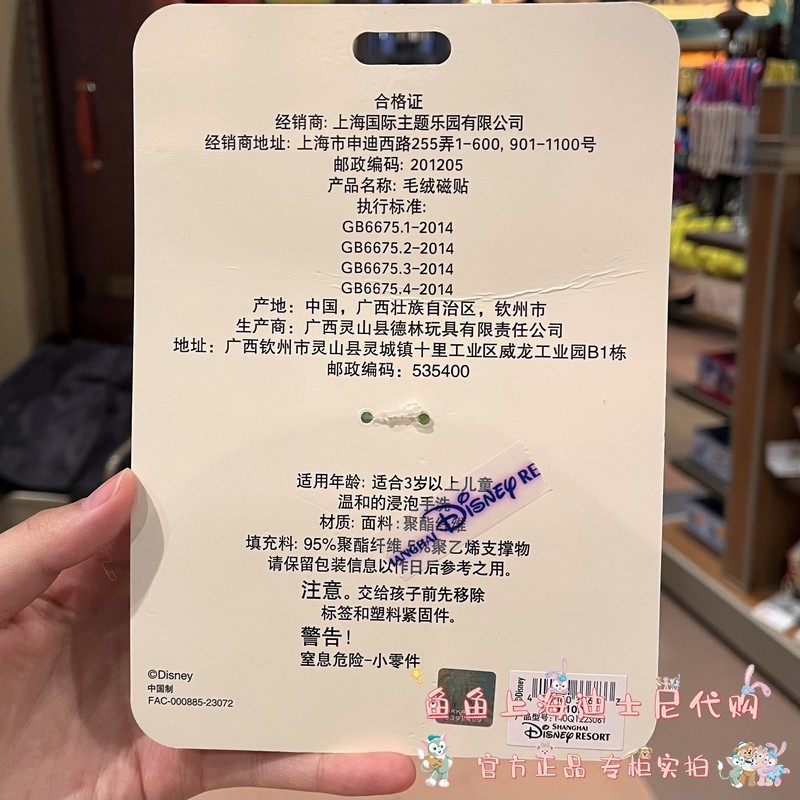 合格证
经销商: 上海国际主题乐园有限公司
经销商地址: 上海市申迪西路255弄1-600, 901-1100号
邮政编码: 201205
产品名称: 毛绒磁贴
执行标准:
GB6675.1-2014
GB6675.2-2014
GB6675.3-2014
GB6675.4-2014
产地: 中国, 广西壮族自治区, 钦州市
生产商: 广西灵山县德林玩具有限责任公司
地址: 广西钦州市灵山县灵城镇十里工业区威龙工业园B1栋
邮政编码: 535400
适用年龄: 适合3岁以上儿童
温和的浸泡手洗
材质: 面料: 聚酯纤维
SHANGHAI DISNEY RE
填充料: 95%聚酯纤维 5%聚乙烯支撑物
请保留包装信息以作日后参考之用。
注意。交给孩子前先移除
标签和塑料紧固件。
警告!
窒息危险-小零件
©Disney
中国制
FAC-000885-23072
©Disney
鱼鱼上海迪士尼代购
SHANGHAI
DISNEY RESORT
官方正品 专柜实拍